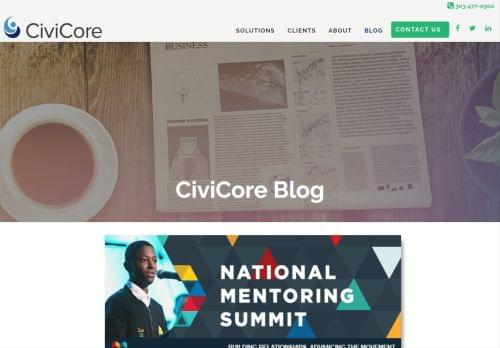 303-477-0900
CiviCore
SOLUTIONS CLIENTS ABOUT BLOG CONTACT US
BUSINESS
CiviCore Blog
NATIONAL
MENTORING
SUMMIT
BUILDING RELATIONSHIPS, ADVANCING THE MOVEMENT